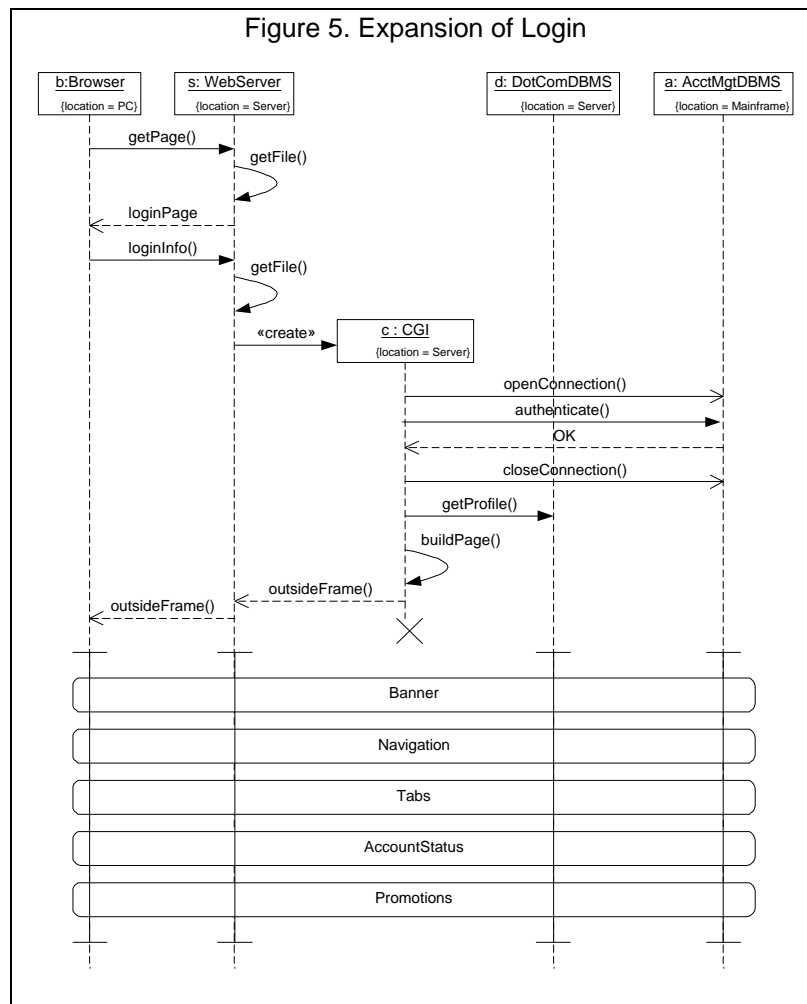 Figure 5. Expansion of Login
b:Browser
{location = PC}
s: WebServer
{location = Server}
d: DotComDBMS
{location = Server}
a: AcctMgtDBMS
{location = Mainframe}
getPage()
getFile()
loginPage
loginInfo()
getFile()
«create»
c : CGI
{location = Server}
openConnection()
authenticate()
OK
closeConnection()
getProfile()
buildPage()
outsideFrame()
outsideFrame()
Banner
Navigation
Tabs
AccountStatus
Promotions